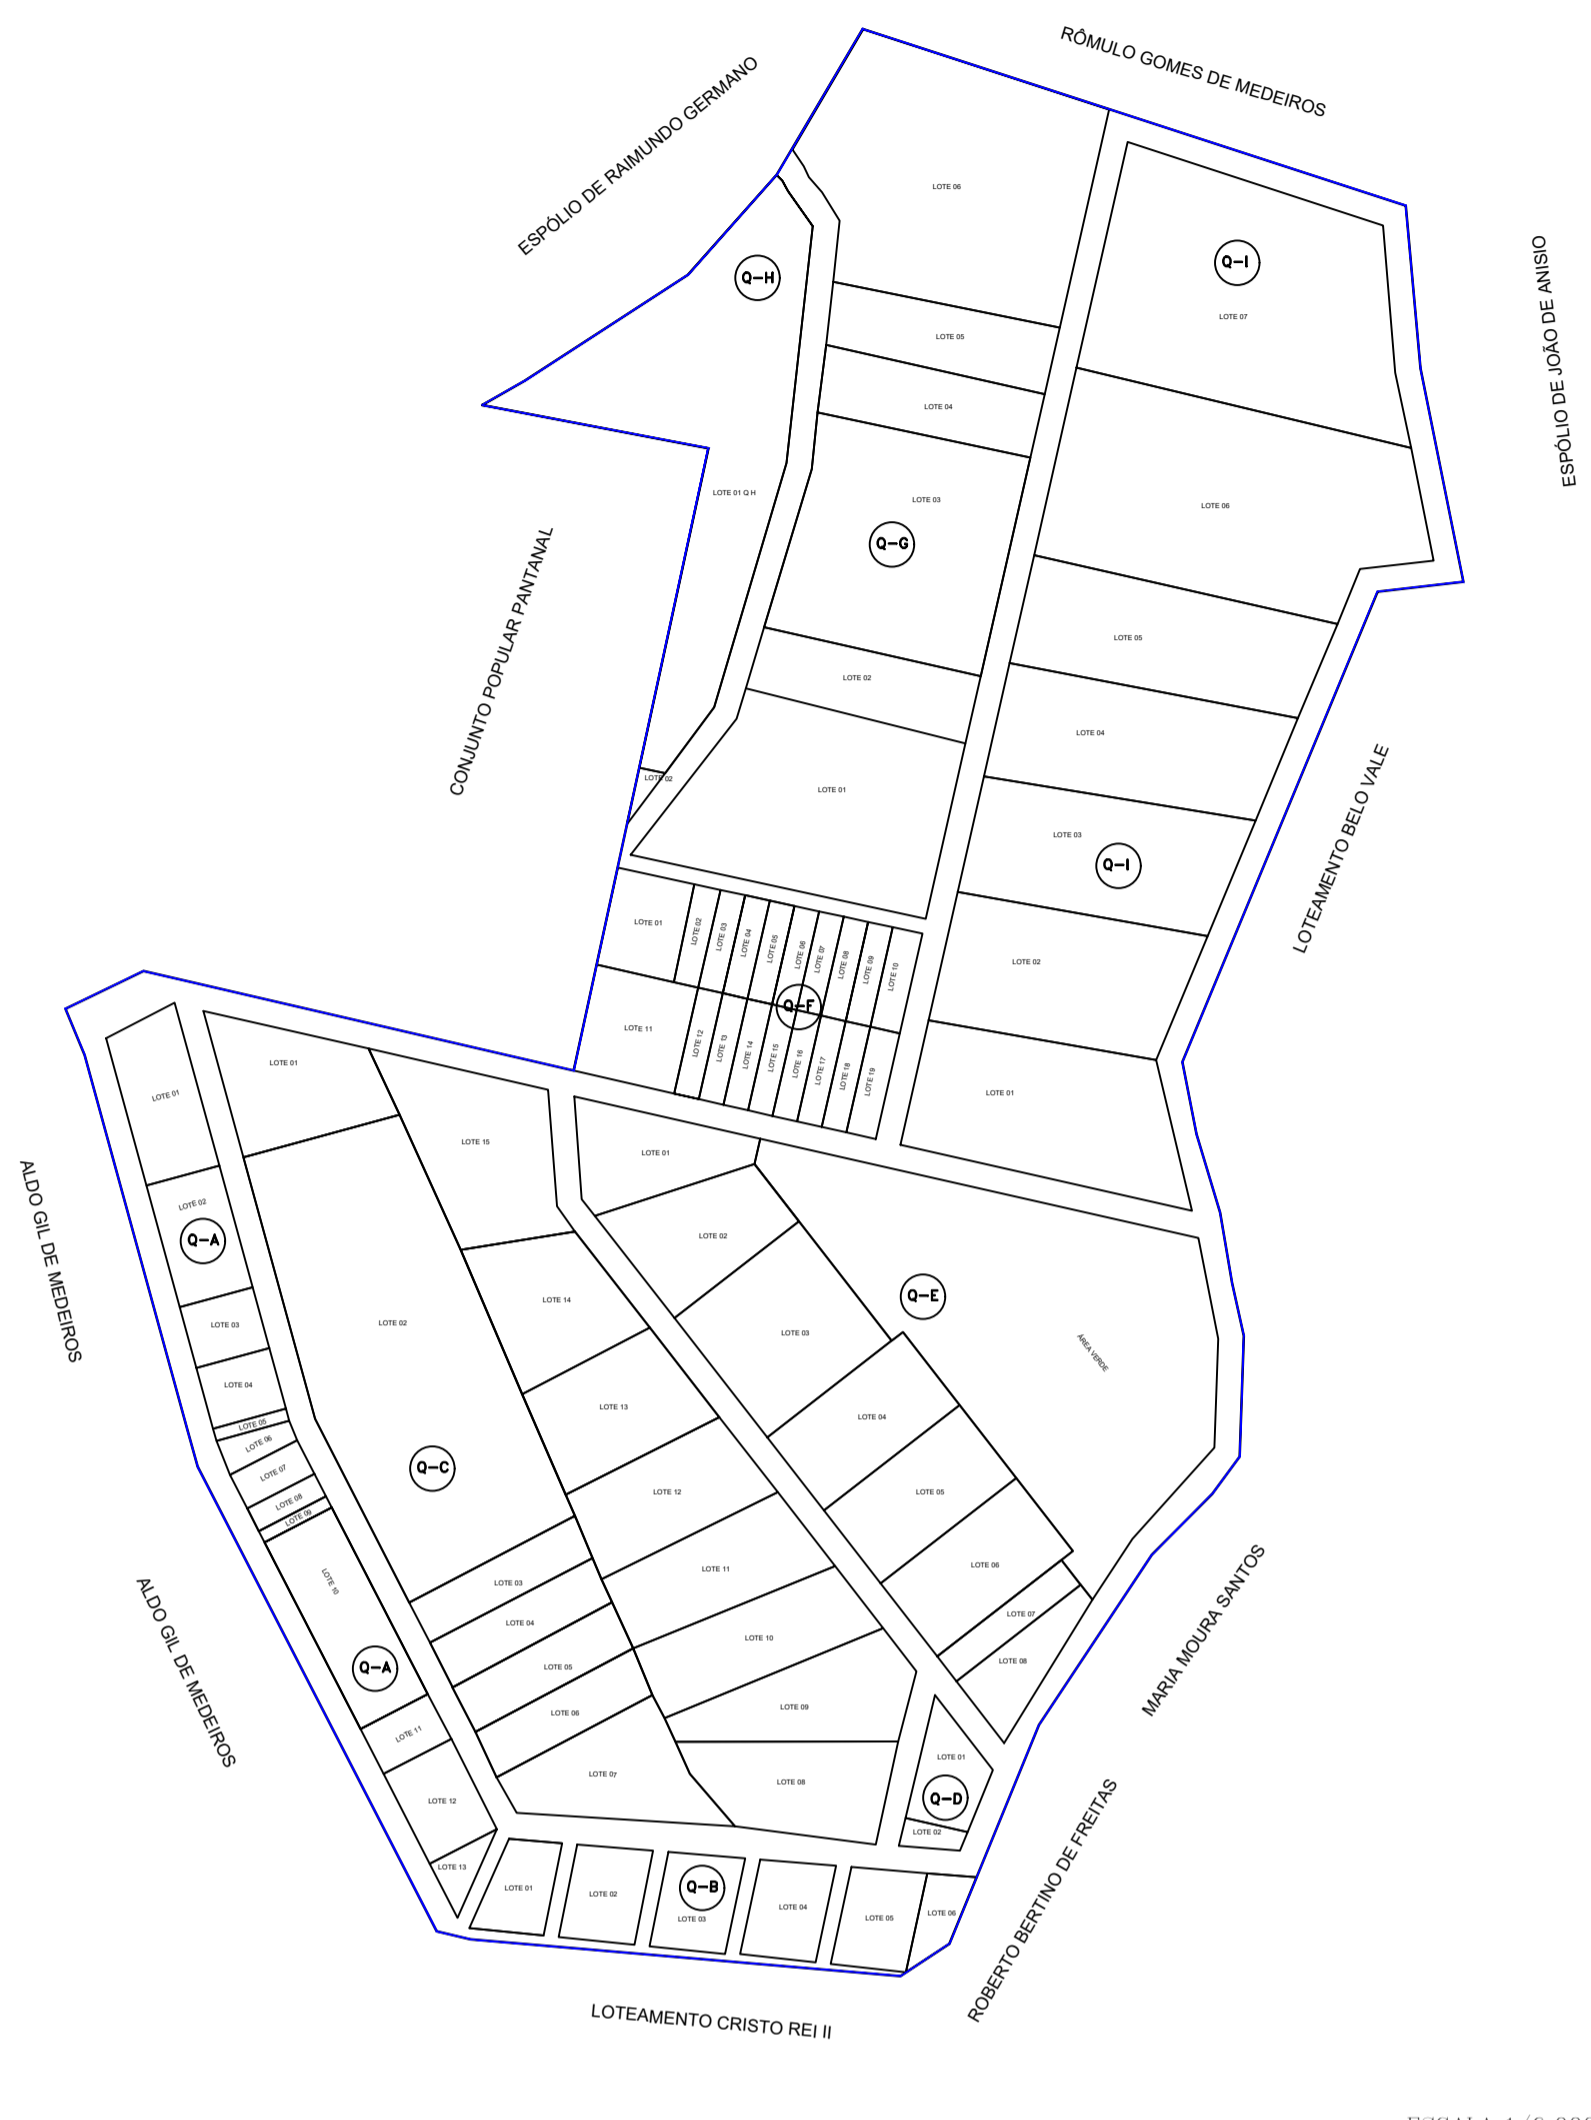 RÔMULO GOMES DE MEDEIROS
ESPÓLIO DE RAIMUNDO GERMANO
ESPÓLIO DE JOÃO DE ANISIO
CONJUNTO POPULAR PANTANAL
LOTEAMENTO BELO VALE
LOTE 06
Q-H
Q-I
LOTE 07
LOTE 05
LOTE 04
LOTE 01 Q H
LOTE 03
LOTE 06
Q-G
LOTE 05
LOTE 02
LOTE 04
LOTE 02
LOTE 01
LOTE 03
Q-I
LOTE 02
LOTE 01
LOTE 01
LOTE 02
LOTE 03
LOTE 04
LOTE 05
LOTE 06
LOTE 07
LOTE 08
LOTE 09
LOTE 10
Q-F
LOTE 11
LOTE 12
LOTE 13
LOTE 14
LOTE 15
LOTE 16
LOTE 17
LOTE 18
LOTE 19
ALDO GIL DE MEDEIROS
LOTE 01
LOTE 02
Q-A
LOTE 03
LOTE 04
LOTE 05
LOTE 06
LOTE 07
LOTE 08
LOTE 09
LOTE 10
Q-A
LOTE 11
LOTE 12
LOTE 13
ALDO GIL DE MEDEIROS
LOTE 01
LOTE 15
LOTE 02
LOTE 14
LOTE 13
Q-C
LOTE 12
LOTE 03
LOTE 11
LOTE 04
LOTE 10
LOTE 05
LOTE 09
LOTE 06
LOTE 07
LOTE 08
LOTE 01
LOTE 02
Q-E
LOTE 03
ÁREA VERDE
LOTE 04
LOTE 05
LOTE 06
LOTE 07
LOTE 08
MARIA MOURA SANTOS
LOTE 01
Q-D
LOTE 02
ROBERTO BERTINO DE FREITAS
LOTE 01
LOTE 02
Q-B
LOTE 03
LOTE 04
LOTE 05
LOTE 06
LOTEAMENTO CRISTO REI II